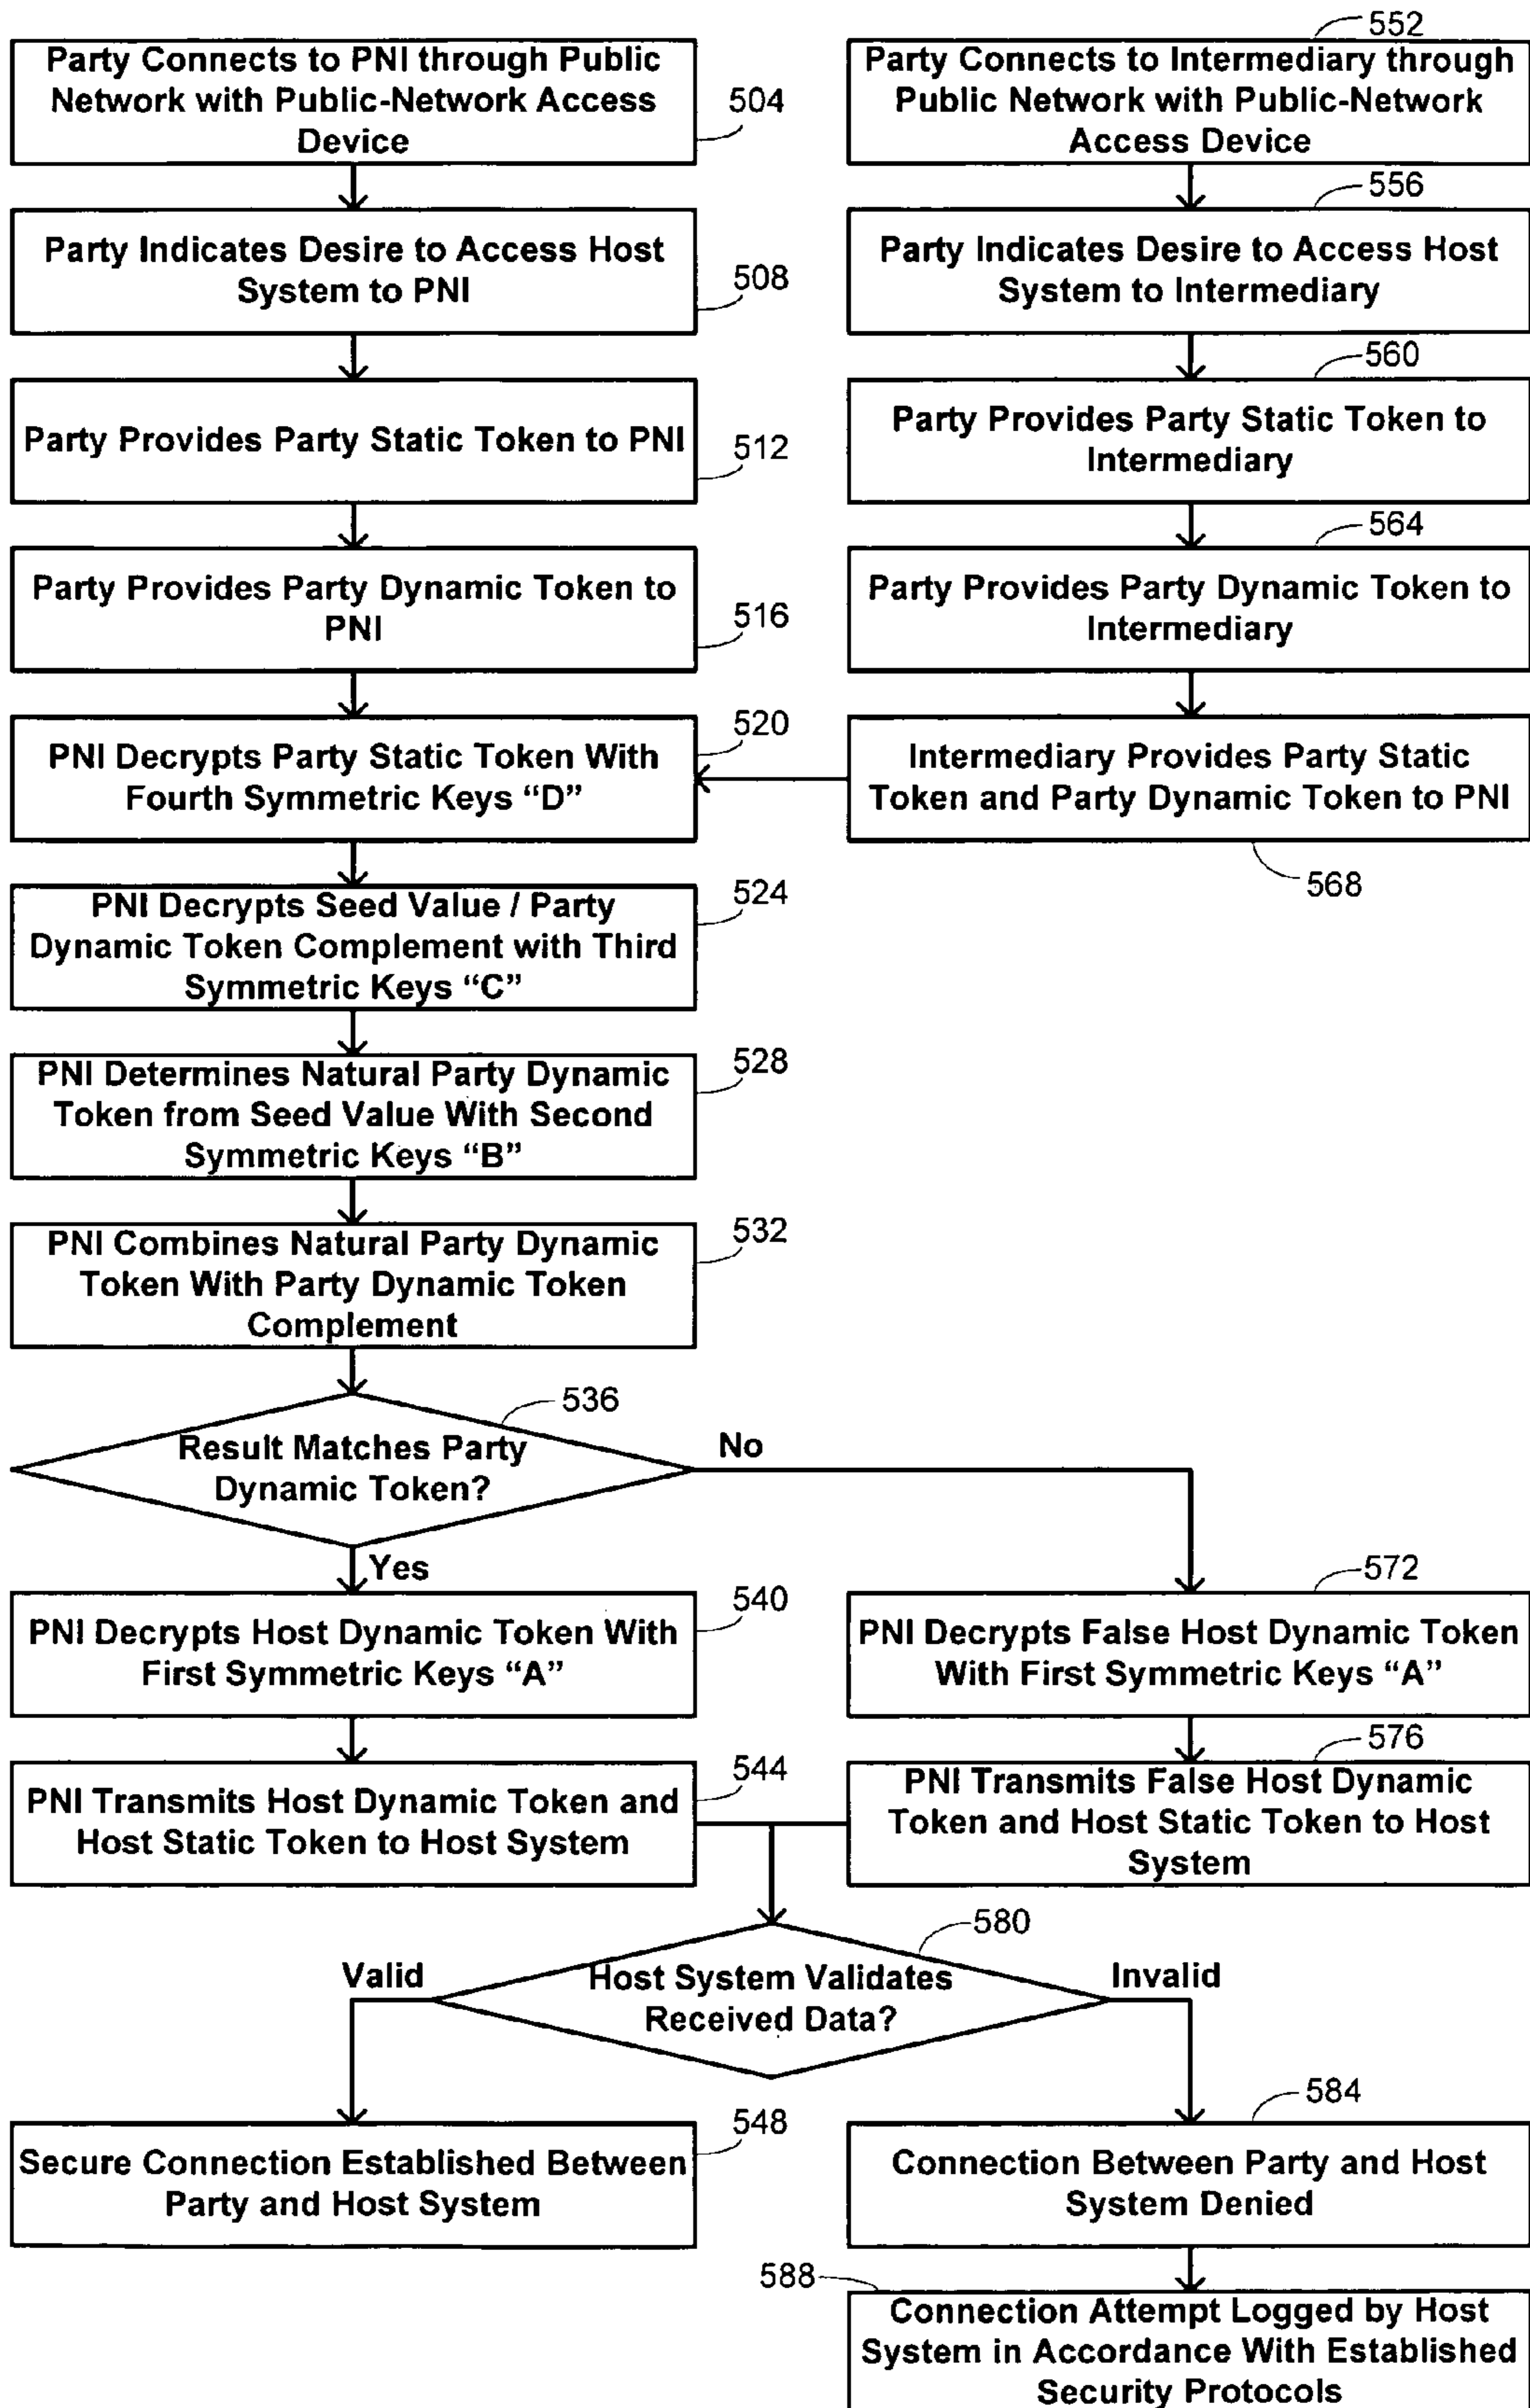 Party Connects to PNI through Public
Network with Public-Network Access
Device
504
Party Indicates Desire to Access Host
System to PNI
508
Party Provides Party Static Token to PNI
512
Party Provides Party Dynamic Token to
PNI
516
552
Party Connects to Intermediary through
Public Network with Public-Network
Access Device
556
Party Indicates Desire to Access Host
System to Intermediary
560
Party Provides Party Static Token to
Intermediary
564
Party Provides Party Dynamic Token to
Intermediary
Intermediary Provides Party Static
Token and Party Dynamic Token to PNI
568
520
PNI Decrypts Party Static Token With
Fourth Symmetric Keys “D”
524
PNI Decrypts Seed Value / Party
Dynamic Token Complement with Third
Symmetric Keys “C”
528
PNI Determines Natural Party Dynamic
Token from Seed Value With Second
Symmetric Keys “B”
532
PNI Combines Natural Party Dynamic
Token With Party Dynamic Token
Complement
536
Result Matches Party
Dynamic Token?
No
Yes
540
PNI Decrypts Host Dynamic Token With
First Symmetric Keys “A”
544
PNI Transmits Host Dynamic Token and
Host Static Token to Host System
572
PNI Decrypts False Host Dynamic Token
With First Symmetric Keys “A”
576
PNI Transmits False Host Dynamic
Token and Host Static Token to Host
System
580
Host System Validates
Received Data?
Valid
Invalid
548
Secure Connection Established Between
Party and Host System
584
Connection Between Party and Host
System Denied
588
Connection Attempt Logged by Host
System in Accordance With Established
Security Protocols